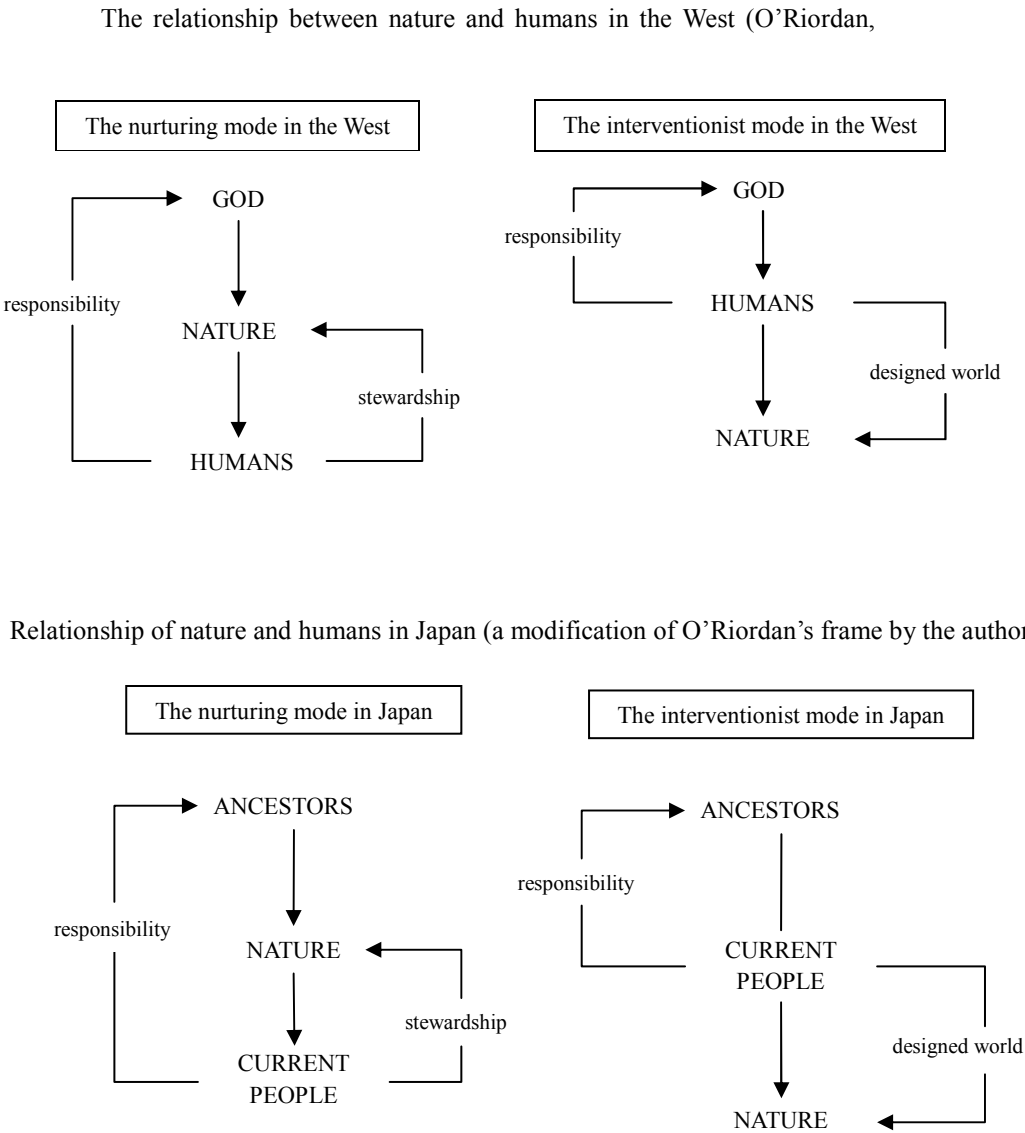 The relationship between nature and humans in the West (O’Riordan,
The nurturing mode in the West
The interventionist mode in the West
GOD
responsibility
NATURE
stewardship
HUMANS
GOD
responsibility
HUMANS
designed world
NATURE
Relationship of nature and humans in Japan (a modification of O’Riordan’s frame by the author
The nurturing mode in Japan
The interventionist mode in Japan
ANCESTORS
responsibility
NATURE
stewardship
CURRENT
PEOPLE
ANCESTORS
responsibility
CURRENT
PEOPLE
designed world
NATURE